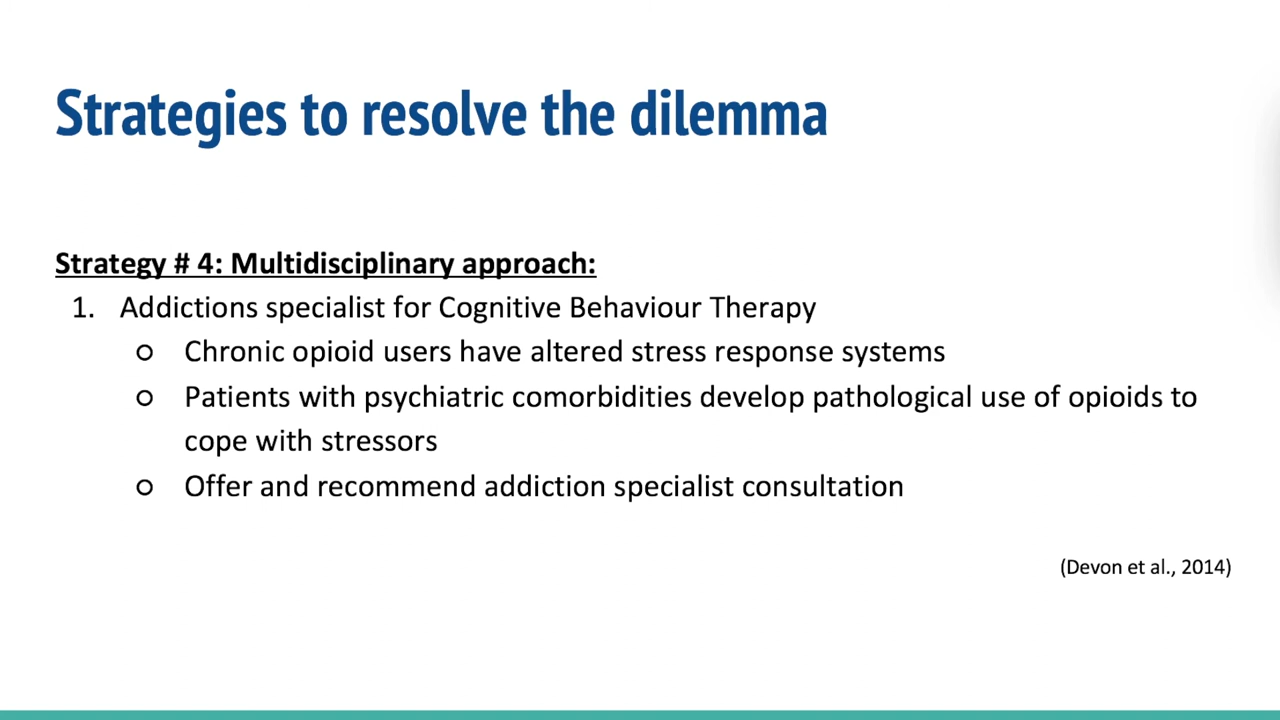 Strategies to resolve the dilemma
Strategy # 4: Multidisciplinary approach:
1. Addictions specialist for Cognitive Behaviour Therapy
○ Chronic opioid users have altered stress response systems
○ Patients with psychiatric comorbidities develop pathological use of opioids to
cope with stressors
○ Offer and recommend addiction specialist consultation
(Devon et al., 2014)